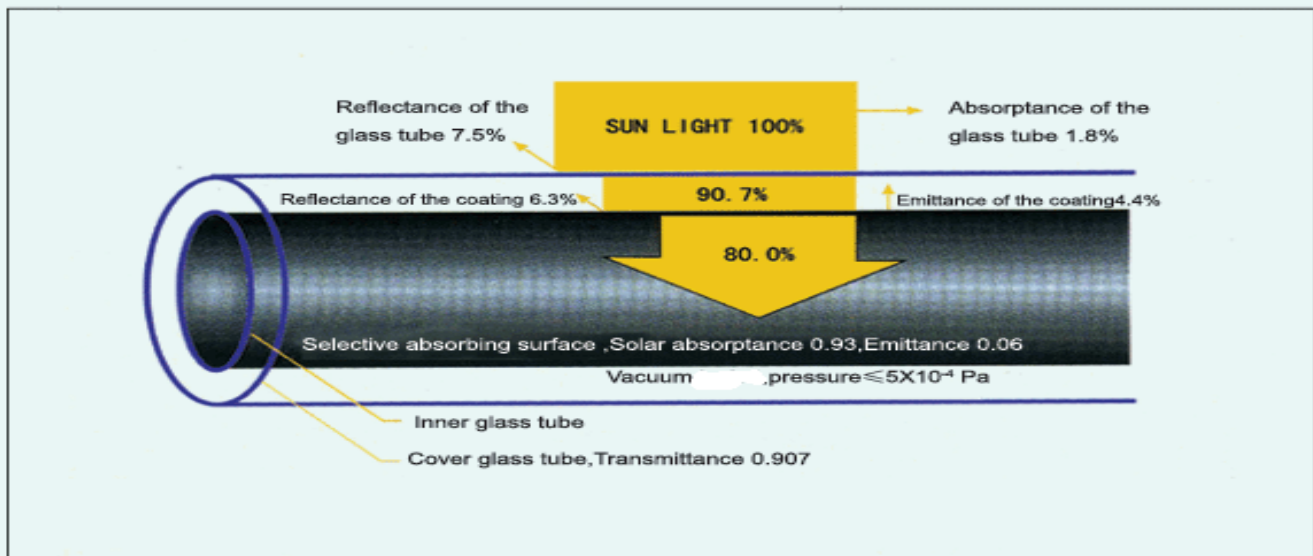 Reflectance of the
glass tube 7.5%
SUN LIGHT 100%
Absorptance of the
glass tube 1.8%
Reflectance of the coating 6.3%
90.7%
Emittance of the coating4.4%
80.0%
Selective absorbing surface ,Solar absorptance 0.93,Emittance 0.06
Vacuum ,pressure≤5X10⁻⁴ Pa
Inner glass tube
Cover glass tube,Transmittance 0.907